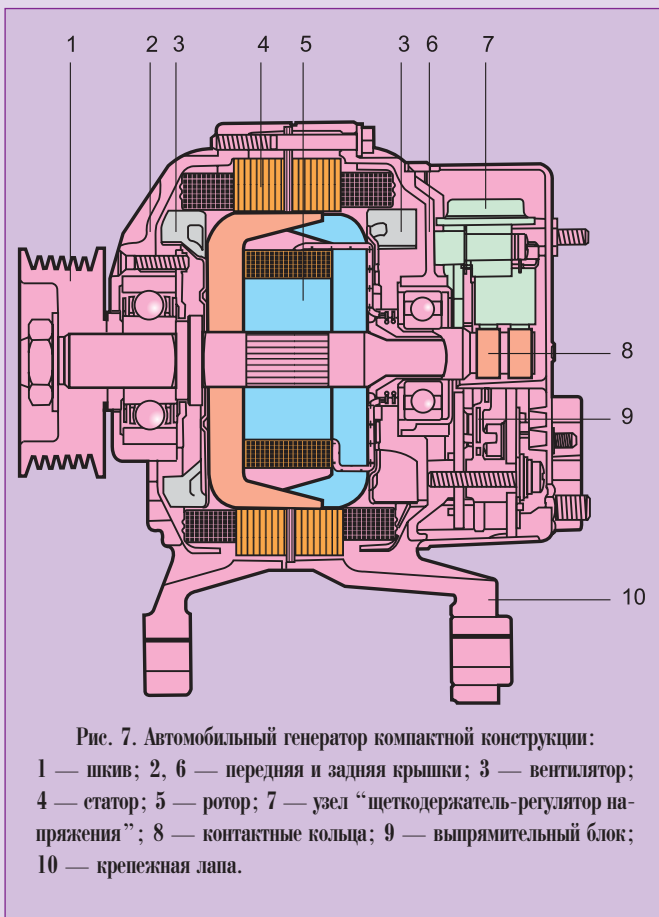 1 2 3 4 5 3 6 7
8
9
10
Рис. 7. Автомобильный генератор компактной конструкции:
1 — шкив; 2, 6 — передняя и задняя крышки; 3 — вентилятор;
4 — статор; 5 — ротор; 7 — узел “щеткодержатель-регулятор на-
пряжения”; 8 — контактные кольца; 9 — выпрямительный блок;
10 — крепежная лапа.